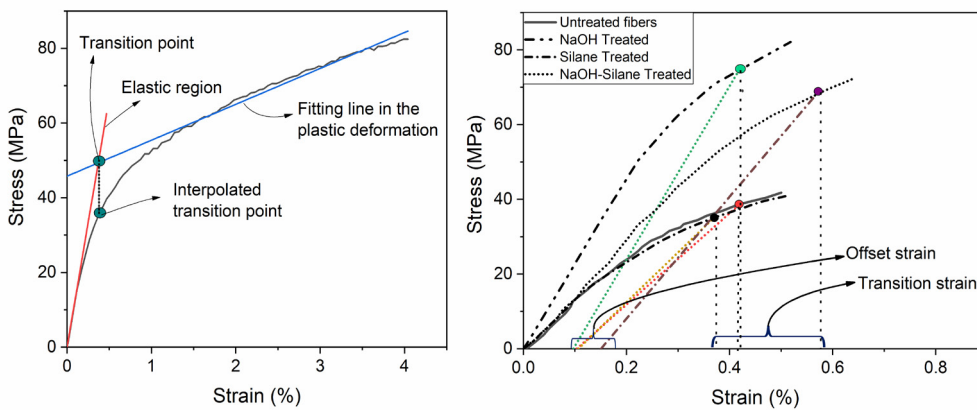 Transition point
Elastic region
Fitting line in the
plastic deformation
Interpolated
transition point
Stress (MPa)
80
60
40
20
0
0 1 2 3 4
Strain (%)
Untreated fibers
NaOH Treated
Silane Treated
NaOH-Silane Treated
Offset strain
Transition strain
Stress (MPa)
80
60
40
20
0
0.0 0.2 0.4 0.6 0.8
Strain (%)